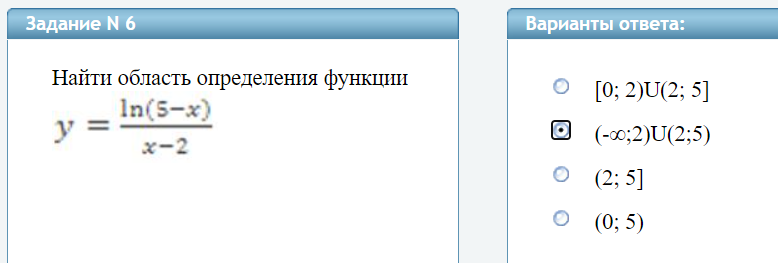 Задание N 6
Найти область определения функции
y = ln(5−x)/x−2
Варианты ответа:
[0; 2)U(2; 5]
(-∞;2)U(2;5)
(2; 5]
(0; 5)